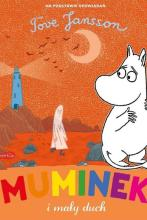 NA PODSTAWIE OPOWIADAŃ
Tove Jansson
MUMINEK
i mały duch